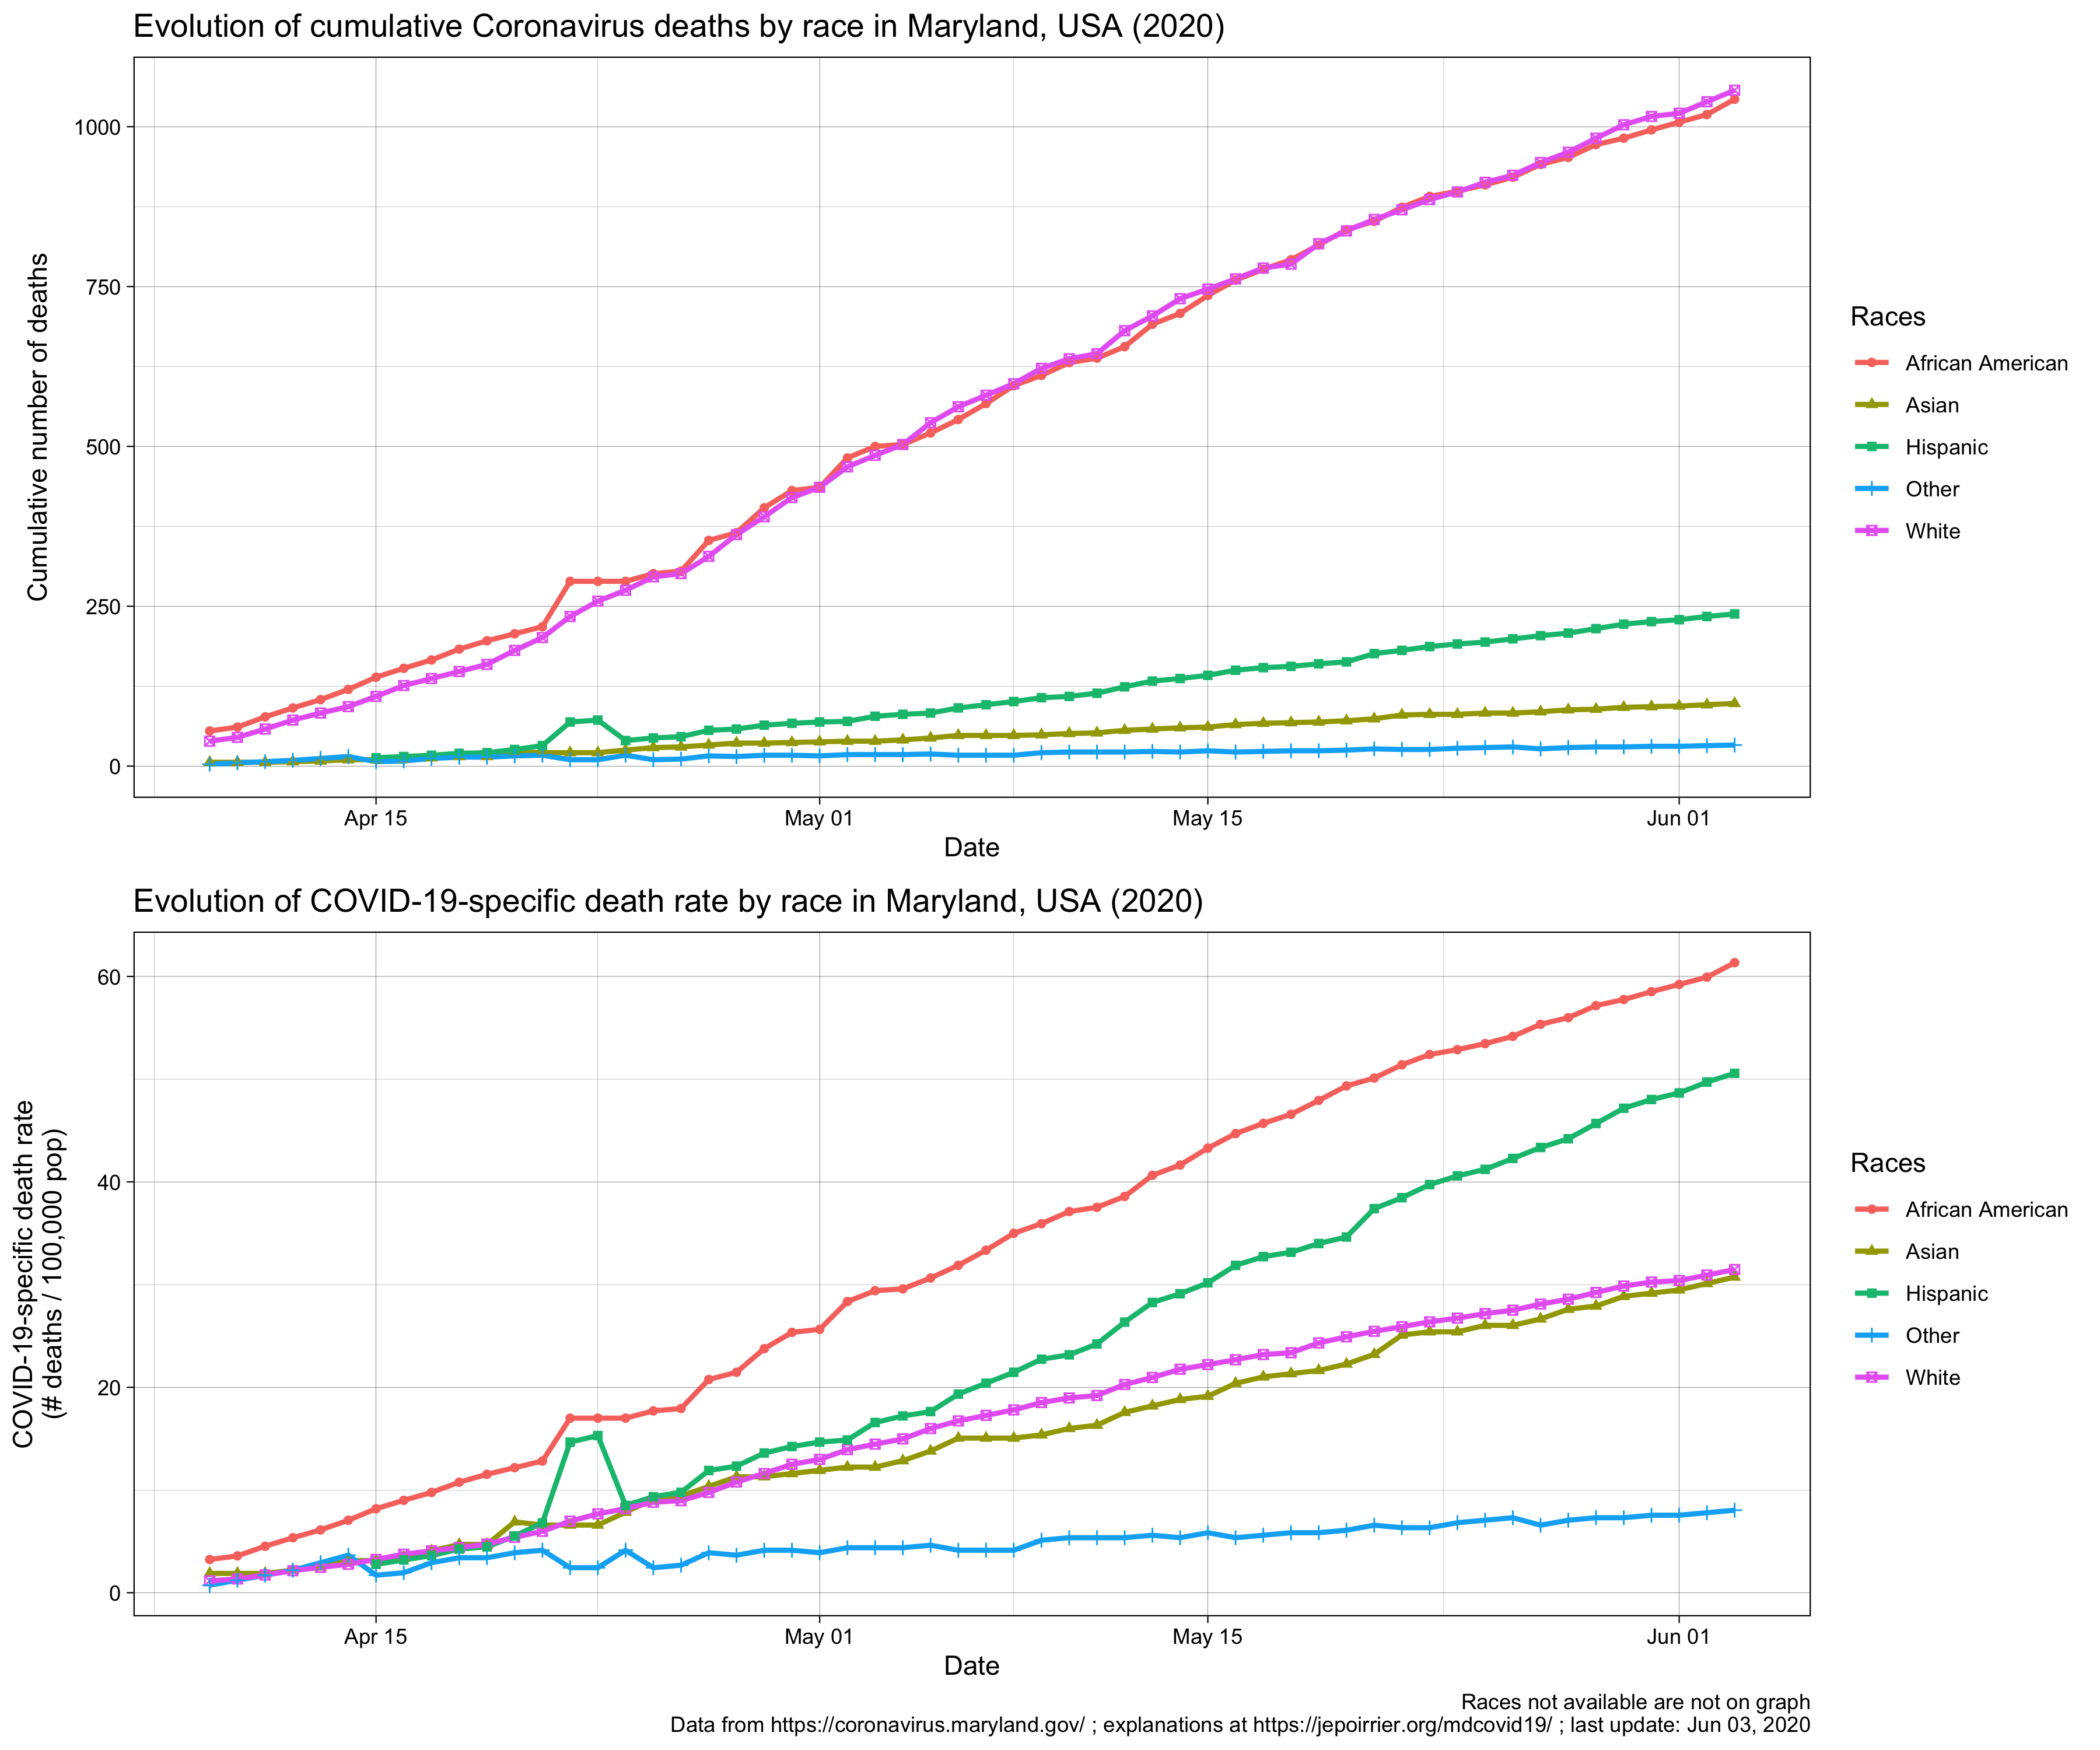 Evolution of cumulative Coronavirus deaths by race in Maryland, USA (2020)
1000
750
500
250
0
Cumulative number of deaths
Apr 15
May 01
May 15
Jun 01
Date
Races
African American
Asian
Hispanic
Other
White
Evolution of COVID-19-specific death rate by race in Maryland, USA (2020)
60
40
20
0
COVID-19-specific death rate
(# deaths / 100,000 pop)
Apr 15
May 01
May 15
Jun 01
Date
Races
African American
Asian
Hispanic
Other
White
Races not available are not on graph
Data from https://coronavirus.maryland.gov/ ; explanations at https://jepoirrier.org/mdcovid19/ ; last update: Jun 03, 2020